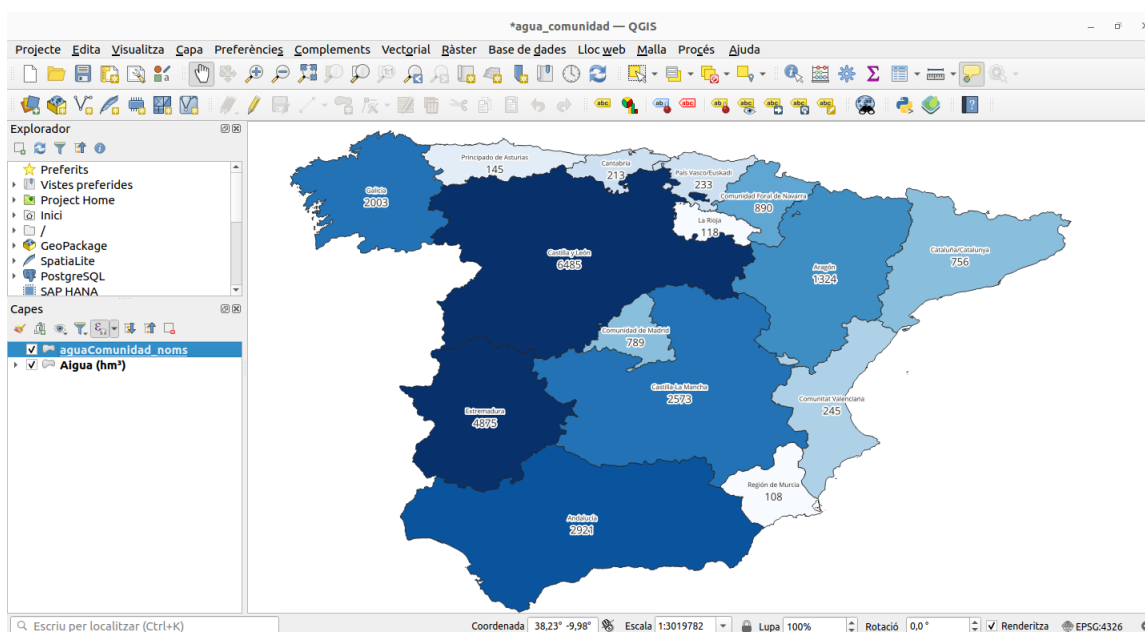 *agua_comunidad — QGIS
Projecte Edita Visualitza Capa Preferències Complements Vectorial Ràster Base de dades Lloc web Malla Procés Ajuda
Explorador
Preferits
Vistes preferides
Project Home
Inici
/
GeoPackage
SpatiaLite
PostgreSQL
SAP HANA
Capes
aguaComunidad_noms
Aigua (hm³)
Principado de Asturias
145
Cantabria
213
País Vasco/Euskadi
233
Galicia
2003
Comunidad Foral de Navarra
890
La Rioja
118
Castilla y León
6485
Cataluña/Catalunya
756
Aragón
1324
Comunidad de Madrid
789
Castilla-La Mancha
2573
Comunitat Valenciana
245
Extremadura
4875
Región de Murcia
108
Andalucía
2921
Escriu per localitzar (Ctrl+K)
Coordenada 38,23° -9,98° Escala 1:3019782 Lupa 100% Rotació 0,0 ° Renderitza EPSG:4326